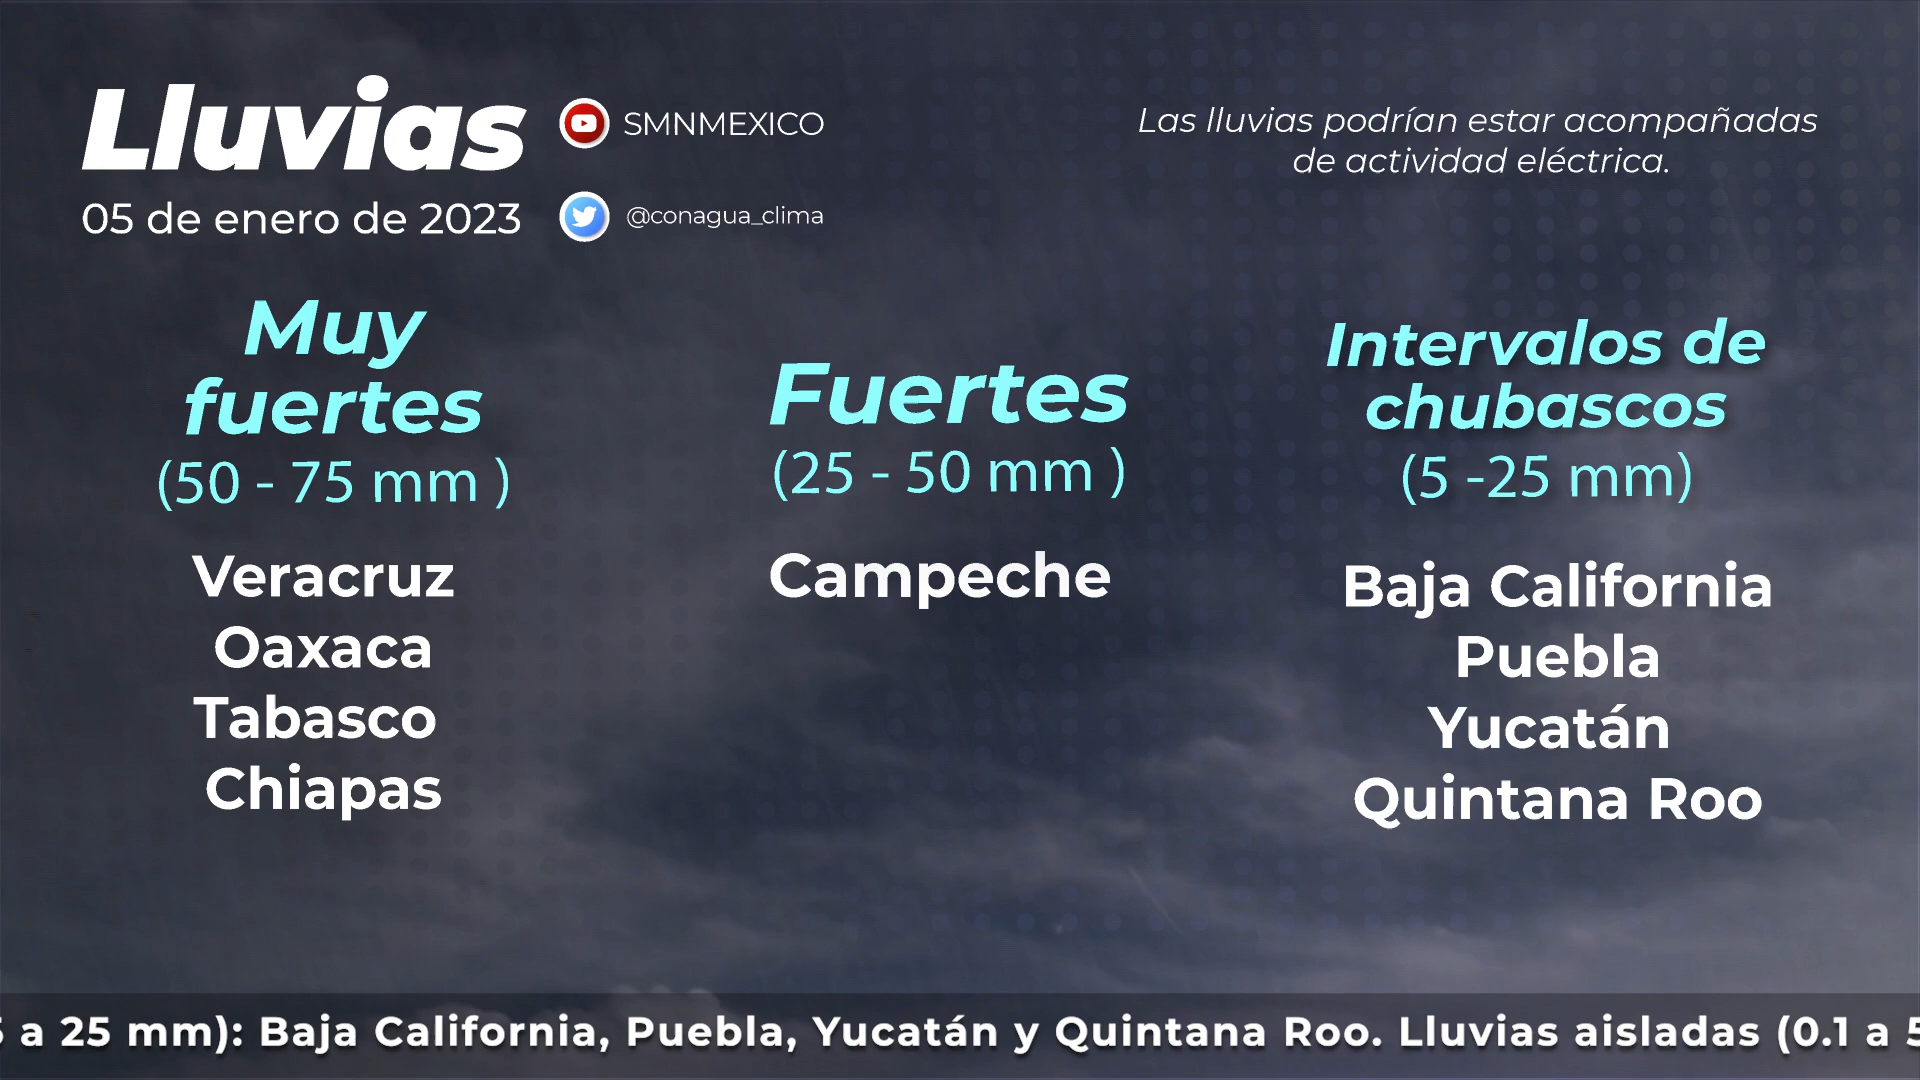 Lluvias
05 de enero de 2023
SMNMEXICO
@conagua_clima
Las lluvias podrían estar acompañadas
de actividad eléctrica.
Muy
fuertes
(50 - 75 mm )
Veracruz
Oaxaca
Tabasco
Chiapas
Fuertes
(25 - 50 mm )
Campeche
Intervalos de
chubascos
(5 -25 mm)
Baja California
Puebla
Yucatán
Quintana Roo
5 a 25 mm): Baja California, Puebla, Yucatán y Quintana Roo. Lluvias aisladas (0.1 a 5